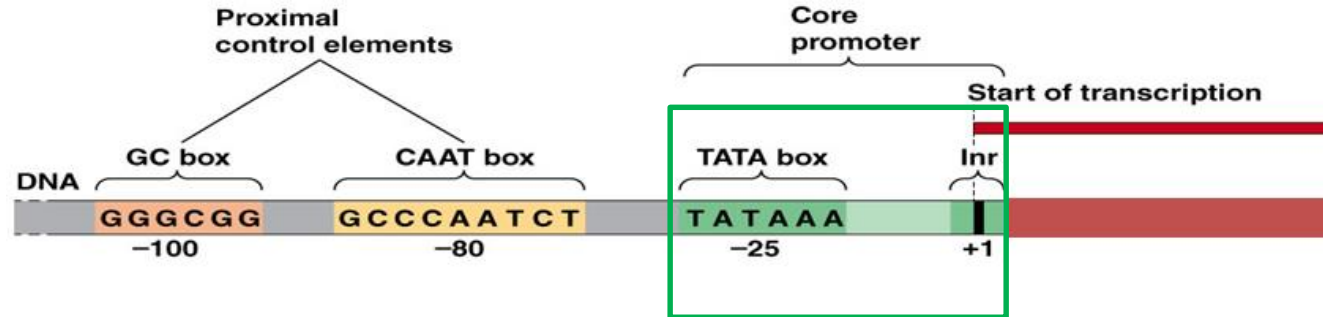 Proximal
control elements
Core
promoter
Start of transcription
GC box
CAAT box
TATA box
Inr
DNA
GGGCGG
GCCCAATCT
TATAAA
–100
–80
–25
+1